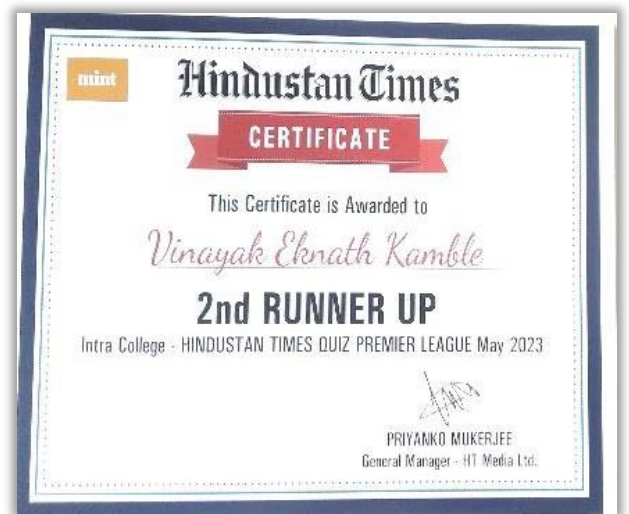 mint
Hindustan Times
CERTIFICATE
This Certificate is Awarded to
Vinayak Eknath Kamble
2nd RUNNER UP
Intra College - HINDUSTAN TIMES QUIZ PREMIER LEAGUE May 2023
PRIYANKO MUKERJEE
General Manager - HT Media Ltd.